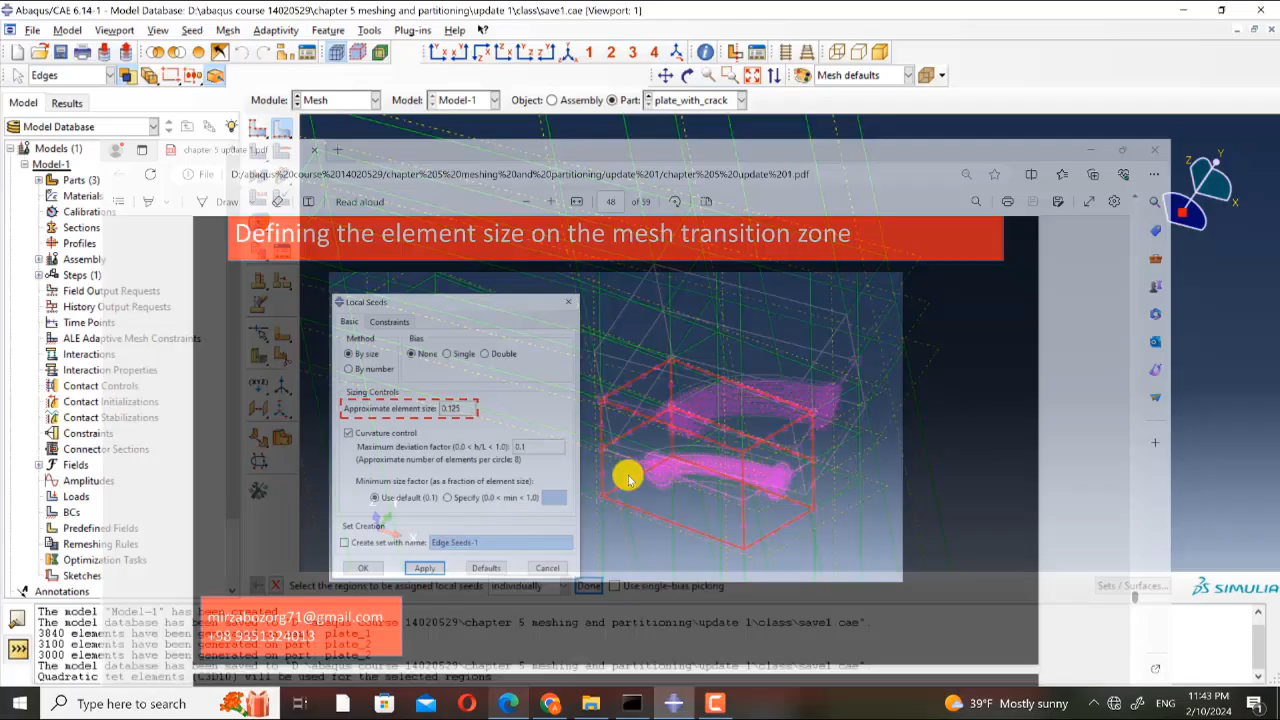 Abaqus/CAE 6.14-1 - Model Database: D:\abaqus course 14020529\chapter 5 meshing and partitioning\update 1\class\save1.cae [Viewport: 1]
File Model Viewport View Seed Mesh Adaptivity Feature Tools Plug-ins Help
1 2 3 4
Edges
Mesh defaults
Model Results
Module: Mesh Model: Model-1 Object: Assembly Part: plate_with_crack
Model Database
Models (1)
Model-1
Parts (3)
Materials
Calibrations
Sections
Profiles
Assembly
Steps (1)
Field Output Requests
History Output Requests
Time Points
ALE Adaptive Mesh Constraints
Interactions
Interaction Properties
Contact Controls
Contact Initializations
Contact Stabilizations
Constraints
Connector Sections
Fields
Amplitudes
Loads
BCs
Predefined Fields
Remeshing Rules
Optimization Tasks
Sketches
Annotations
chapter 5 update 1.pdf
File D:/abaqus%20course%2014020529/chapter%205%20meshing%20and%20partitioning/update%201/chapter%205%20update%201.pdf
Draw Read aloud 48 of 59
Defining the element size on the mesh transition zone
Local Seeds
Basic Constraints
Method Bias
By size None Single Double
By number
Sizing Controls
Approximate element size: 0.125
Curvature control
Maximum deviation factor (0.0 < h/L < 1.0): 0.1
(Approximate number of elements per circle: 8)
Minimum size factor (as a fraction of element size):
Use default (0.1) Specify (0.0 < min < 1.0)
Set Creation
Create set with name: Edge Seeds-1
OK Apply Defaults Cancel
Z Y X
Select the regions to be assigned local seeds individually Done Use single-bias picking Sets / Surfaces...
SIMULIA
mirzabozorg71@gmail.com
+98 9351324013
The model "Model-1" has been created.
The model database has been saved to "D:\abaqus course 14020529\chapter 5 meshing and partitioning\update 1\class\save1.cae".
3840 elements have been generated on part: plate_1
3100 elements have been generated on part: plate_2
3000 elements have been generated on part: plate_2
The model database has been saved to "D:\abaqus course 14020529\chapter 5 meshing and partitioning\update 1\class\save1.cae".
Quadratic tet elements (C3D10) will be used for the selected regions
Type here to search
39°F Mostly sunny ENG
11:43 PM
2/10/2024